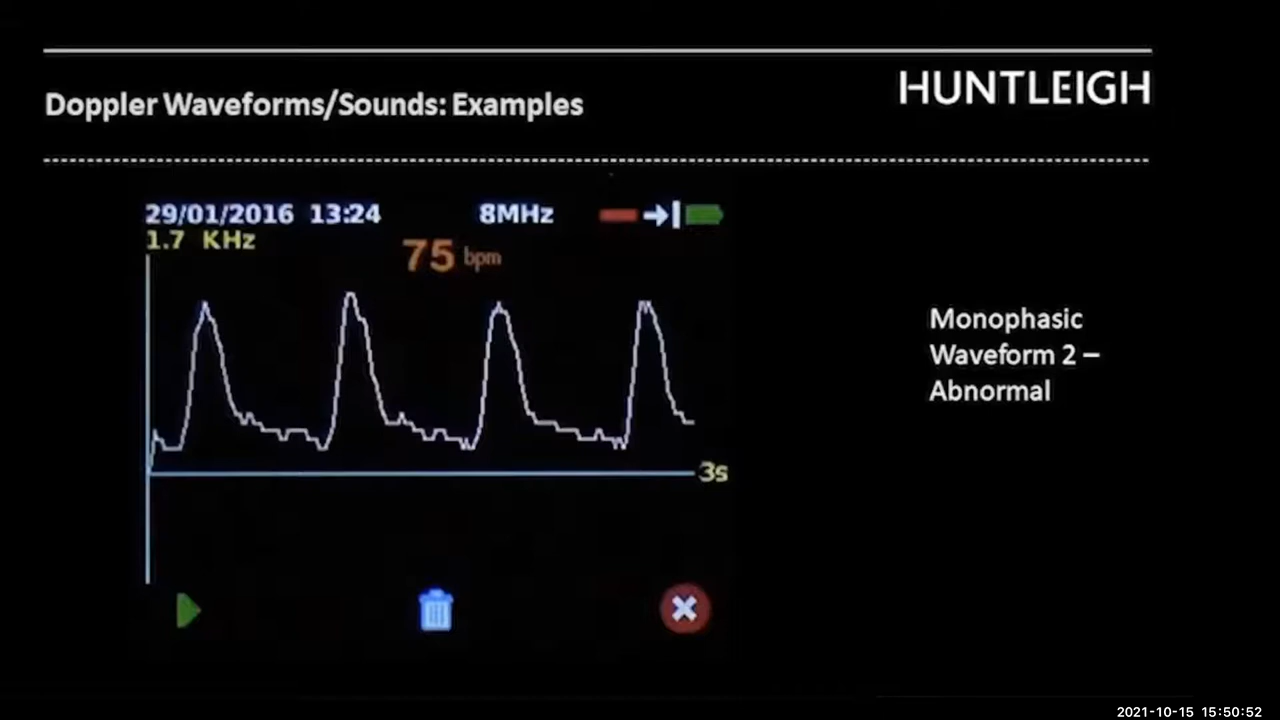 HUNTLEIGH
Doppler Waveforms/Sounds: Examples
29/01/2016 13:24 8MHz
1.7 KHz
75 bpm
3s
Monophasic
Waveform 2 –
Abnormal
2021-10-15 15:50:52